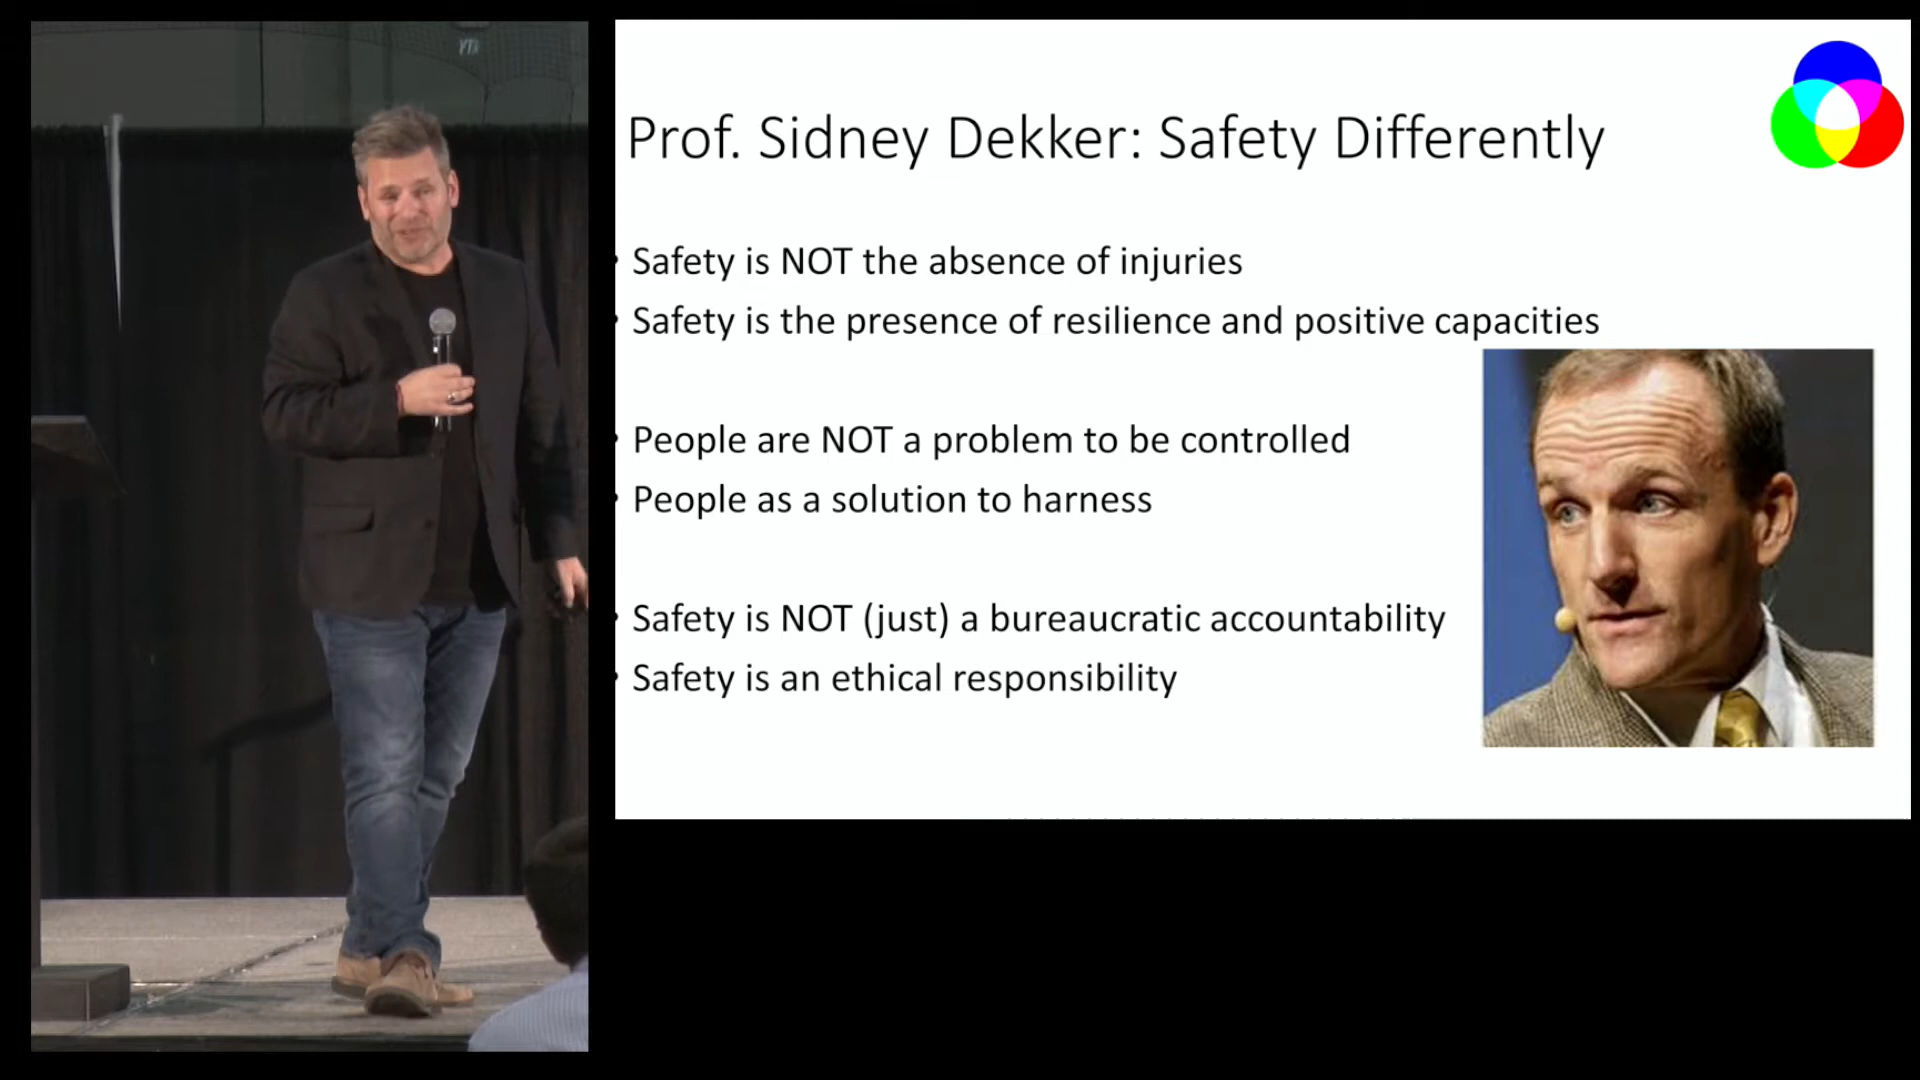 Prof. Sidney Dekker: Safety Differently
• Safety is NOT the absence of injuries
• Safety is the presence of resilience and positive capacities
• People are NOT a problem to be controlled
• People as a solution to harness
• Safety is NOT (just) a bureaucratic accountability
• Safety is an ethical responsibility